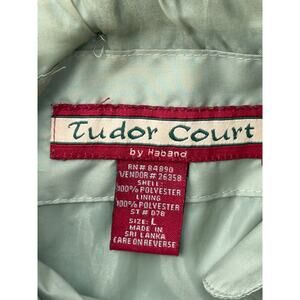 Tudor Court
by Haband
RN# 84890
VENDOR# 26358
SHELL:
100% POLYESTER
LINING
100% POLYESTER
ST# D78
SIZE: L
MADE IN
SRI LANKA
CARE ON REVERSE